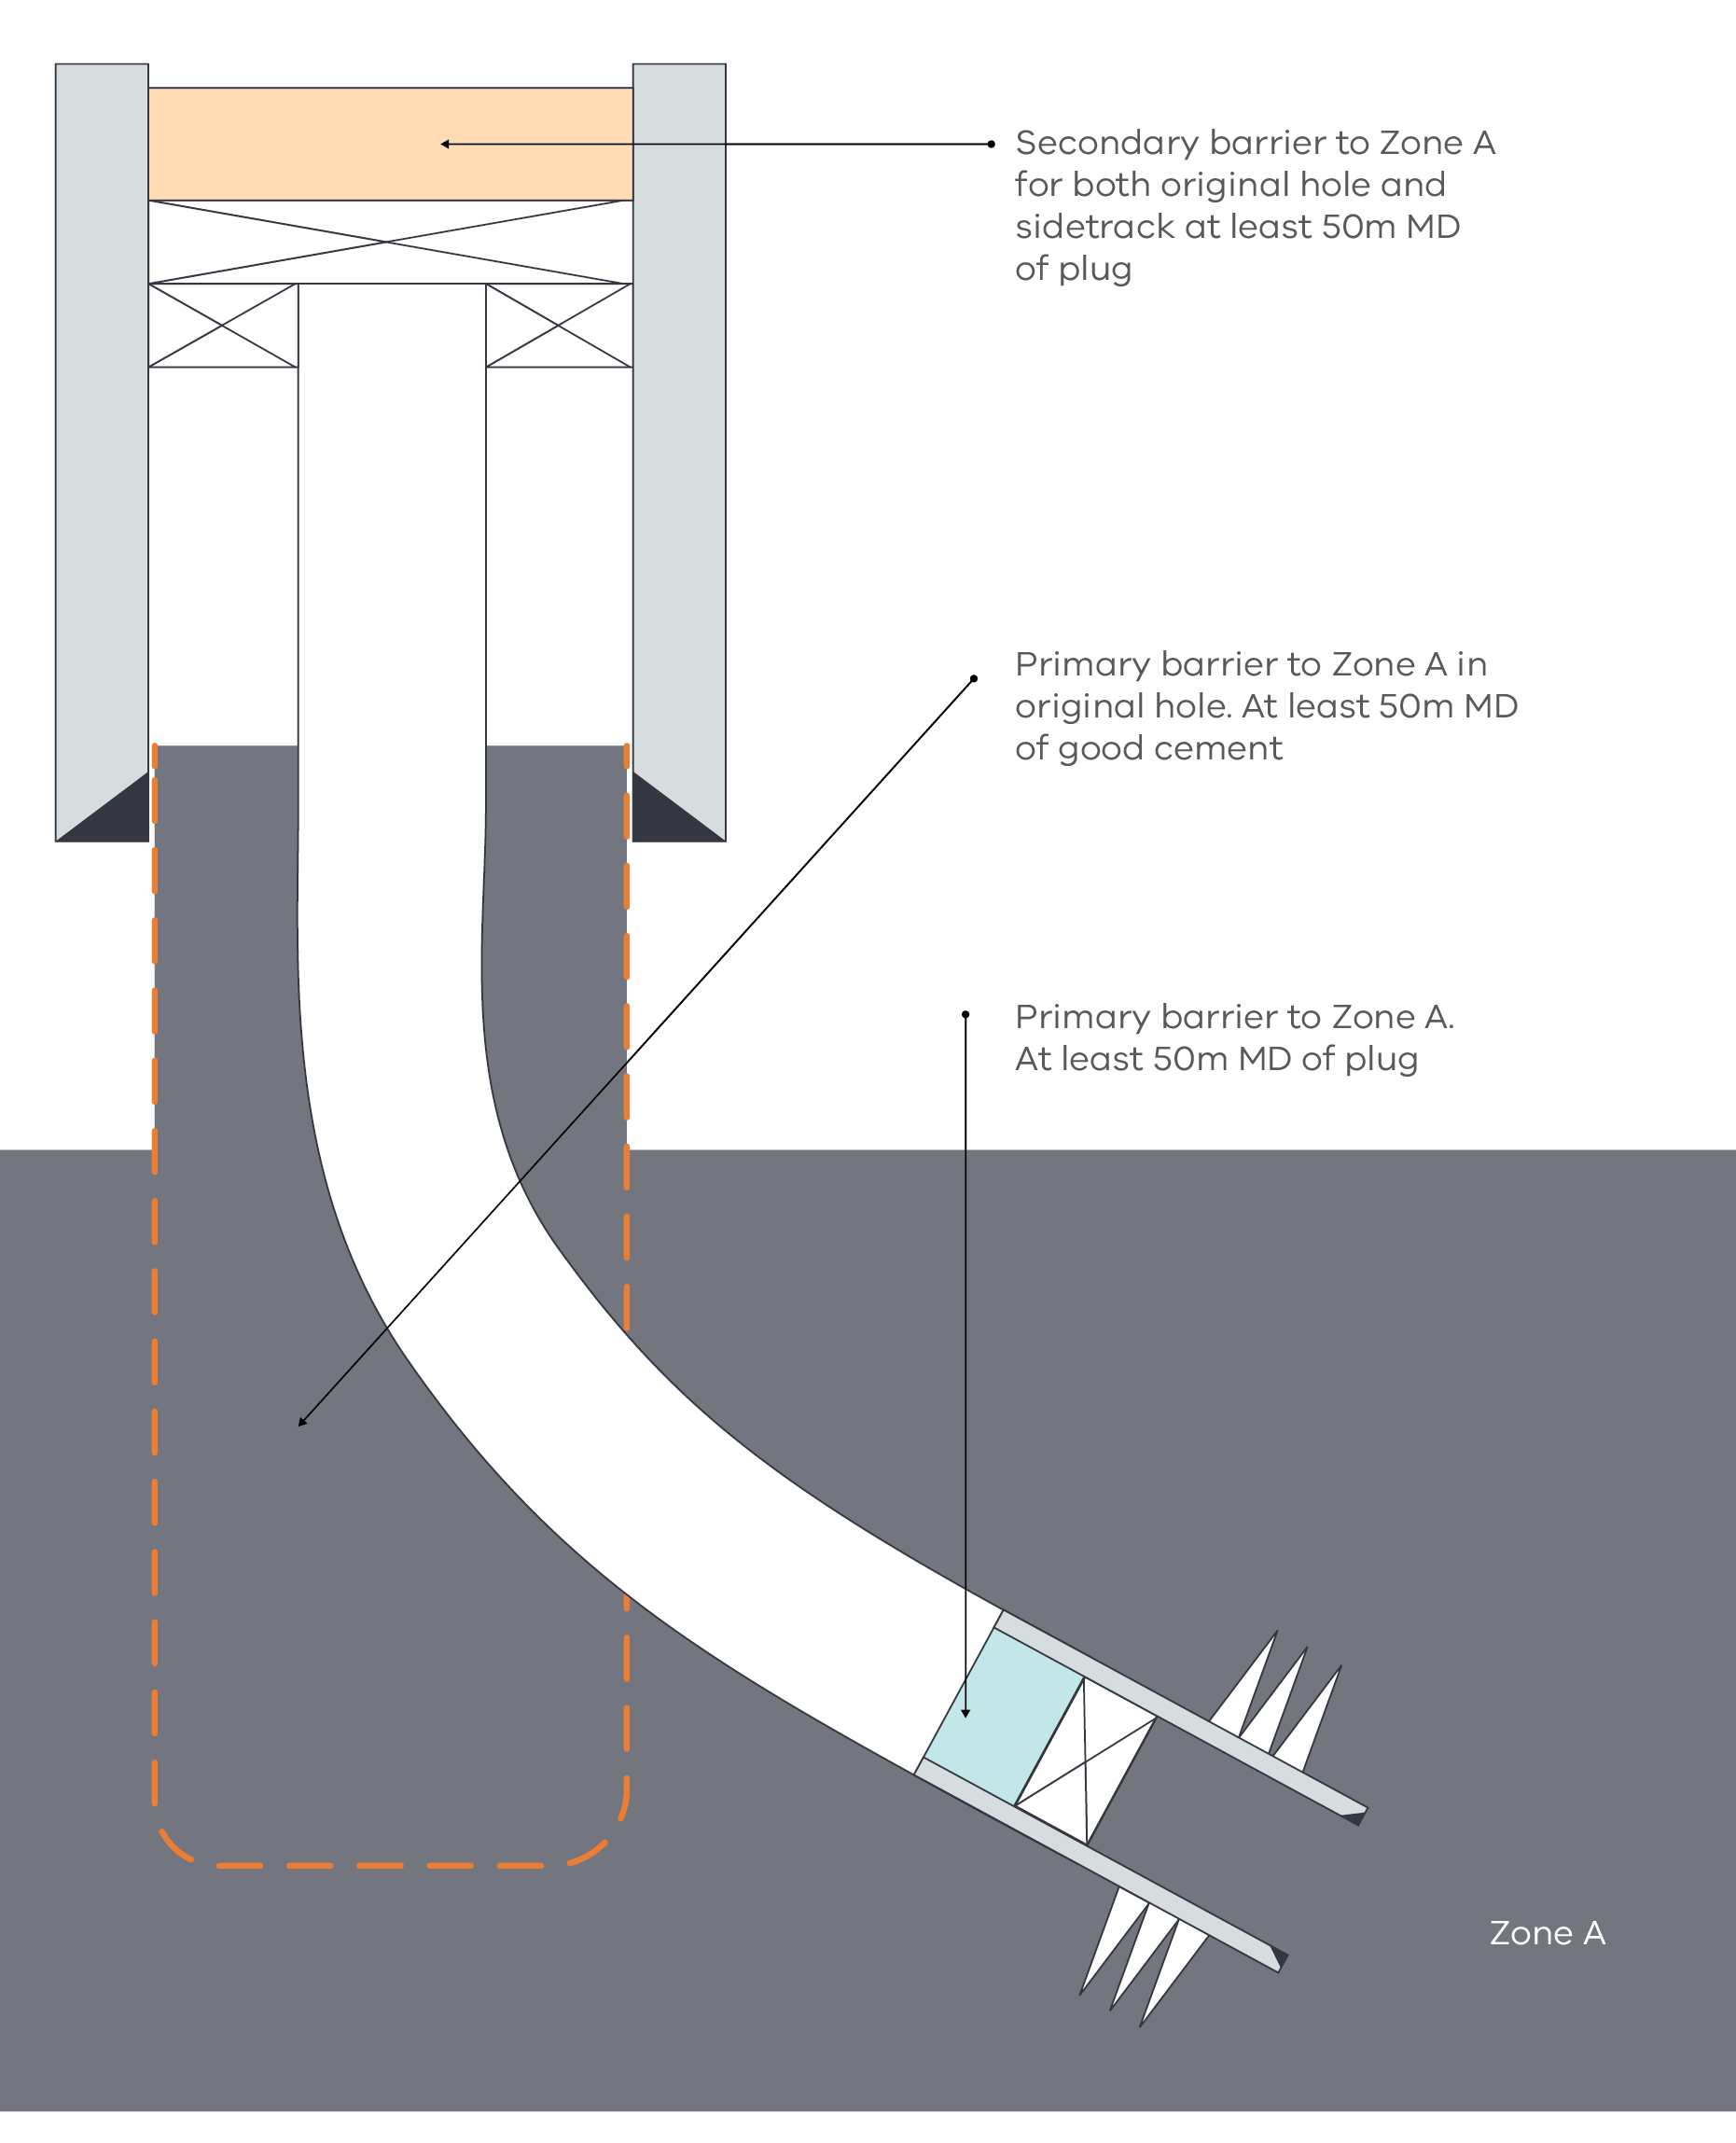 Secondary barrier to Zone A
for both original hole and
sidetrack at least 50m MD
of plug
Primary barrier to Zone A in
original hole. At least 50m MD
of good cement
Primary barrier to Zone A.
At least 50m MD of plug
Zone A